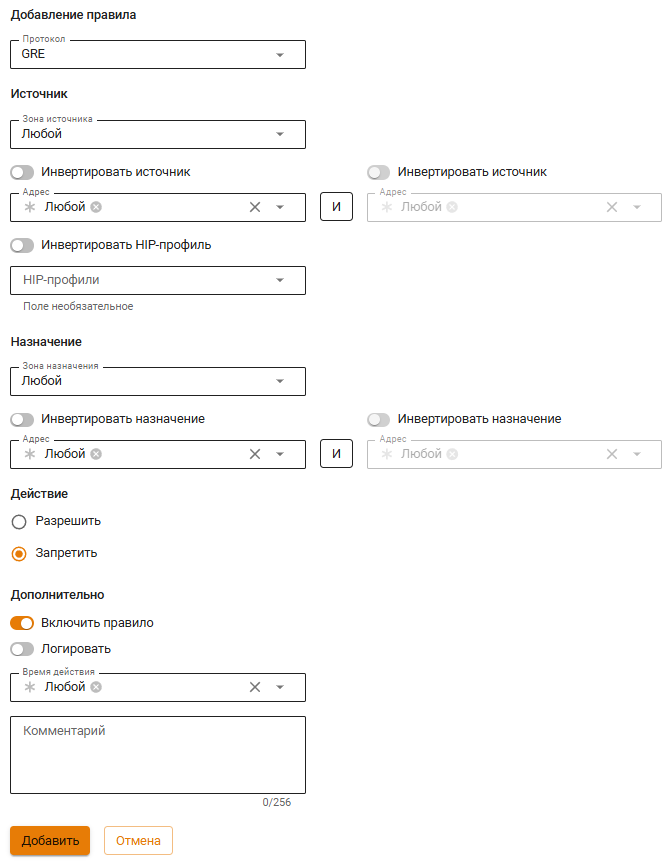 Добавление правила
Протокол
GRE
Источник
Зона источника
Любой
Инвертировать источник
Инвертировать источник
Адрес
Любой
И
Адрес
Любой
Инвертировать HIP-профиль
HIP-профили
Поле необязательное
Назначение
Зона назначения
Любой
Инвертировать назначение
Инвертировать назначение
Адрес
Любой
И
Адрес
Любой
Действие
Разрешить
Запретить
Дополнительно
Включить правило
Логировать
Время действия
Любой
Комментарий
0/256
Добавить
Отмена